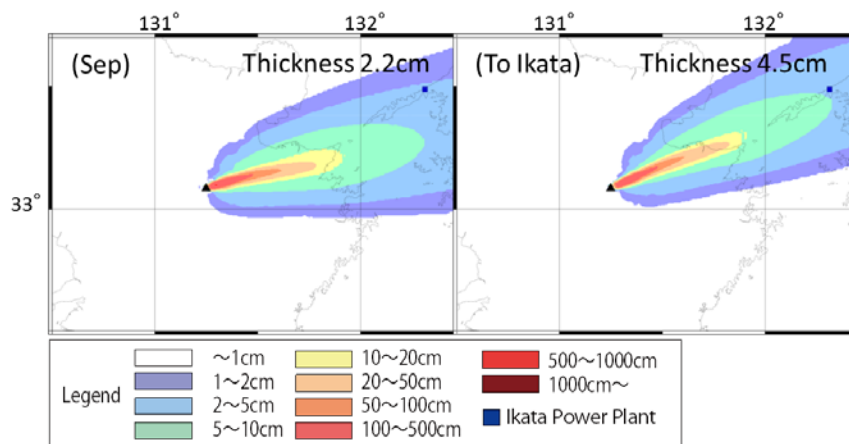 131° 132° 131° 132°
(Sep) Thickness 2.2cm (To Ikata) Thickness 4.5cm
33°
Legend
～1cm
1～2cm
2～5cm
5～10cm
10～20cm
20～50cm
50～100cm
100～500cm
500～1000cm
1000cm～
Ikata Power Plant